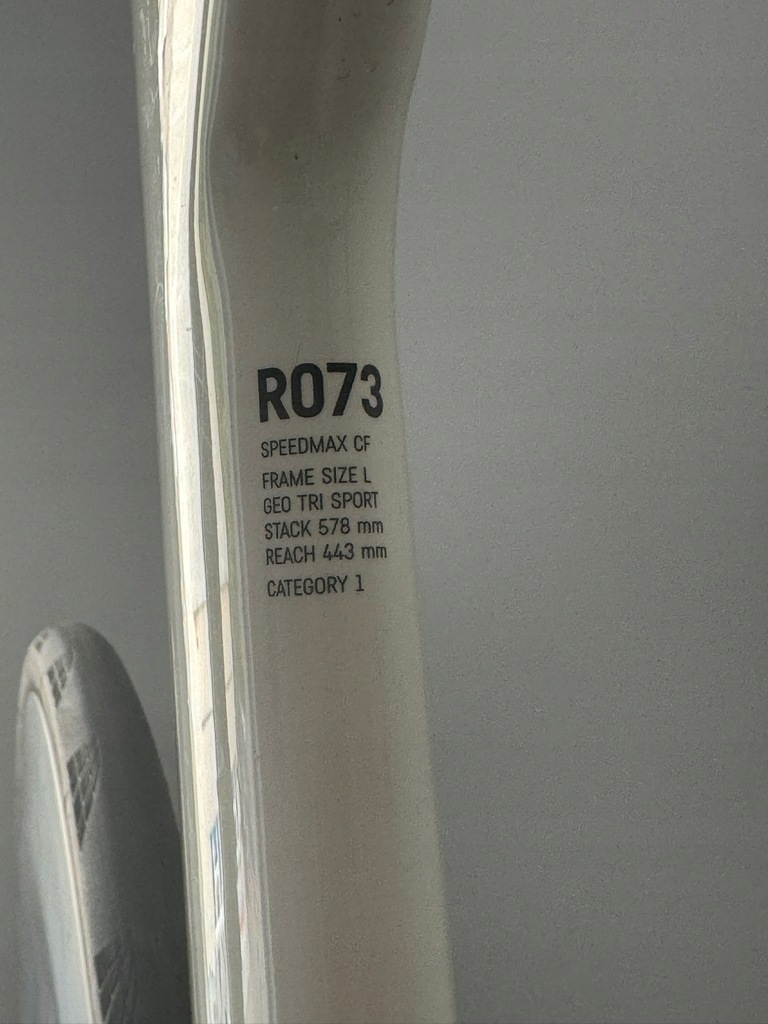 R073
SPEEDMAX CF
FRAME SIZE L
GEO TRI SPORT
STACK 578 mm
REACH 443 mm
CATEGORY 1